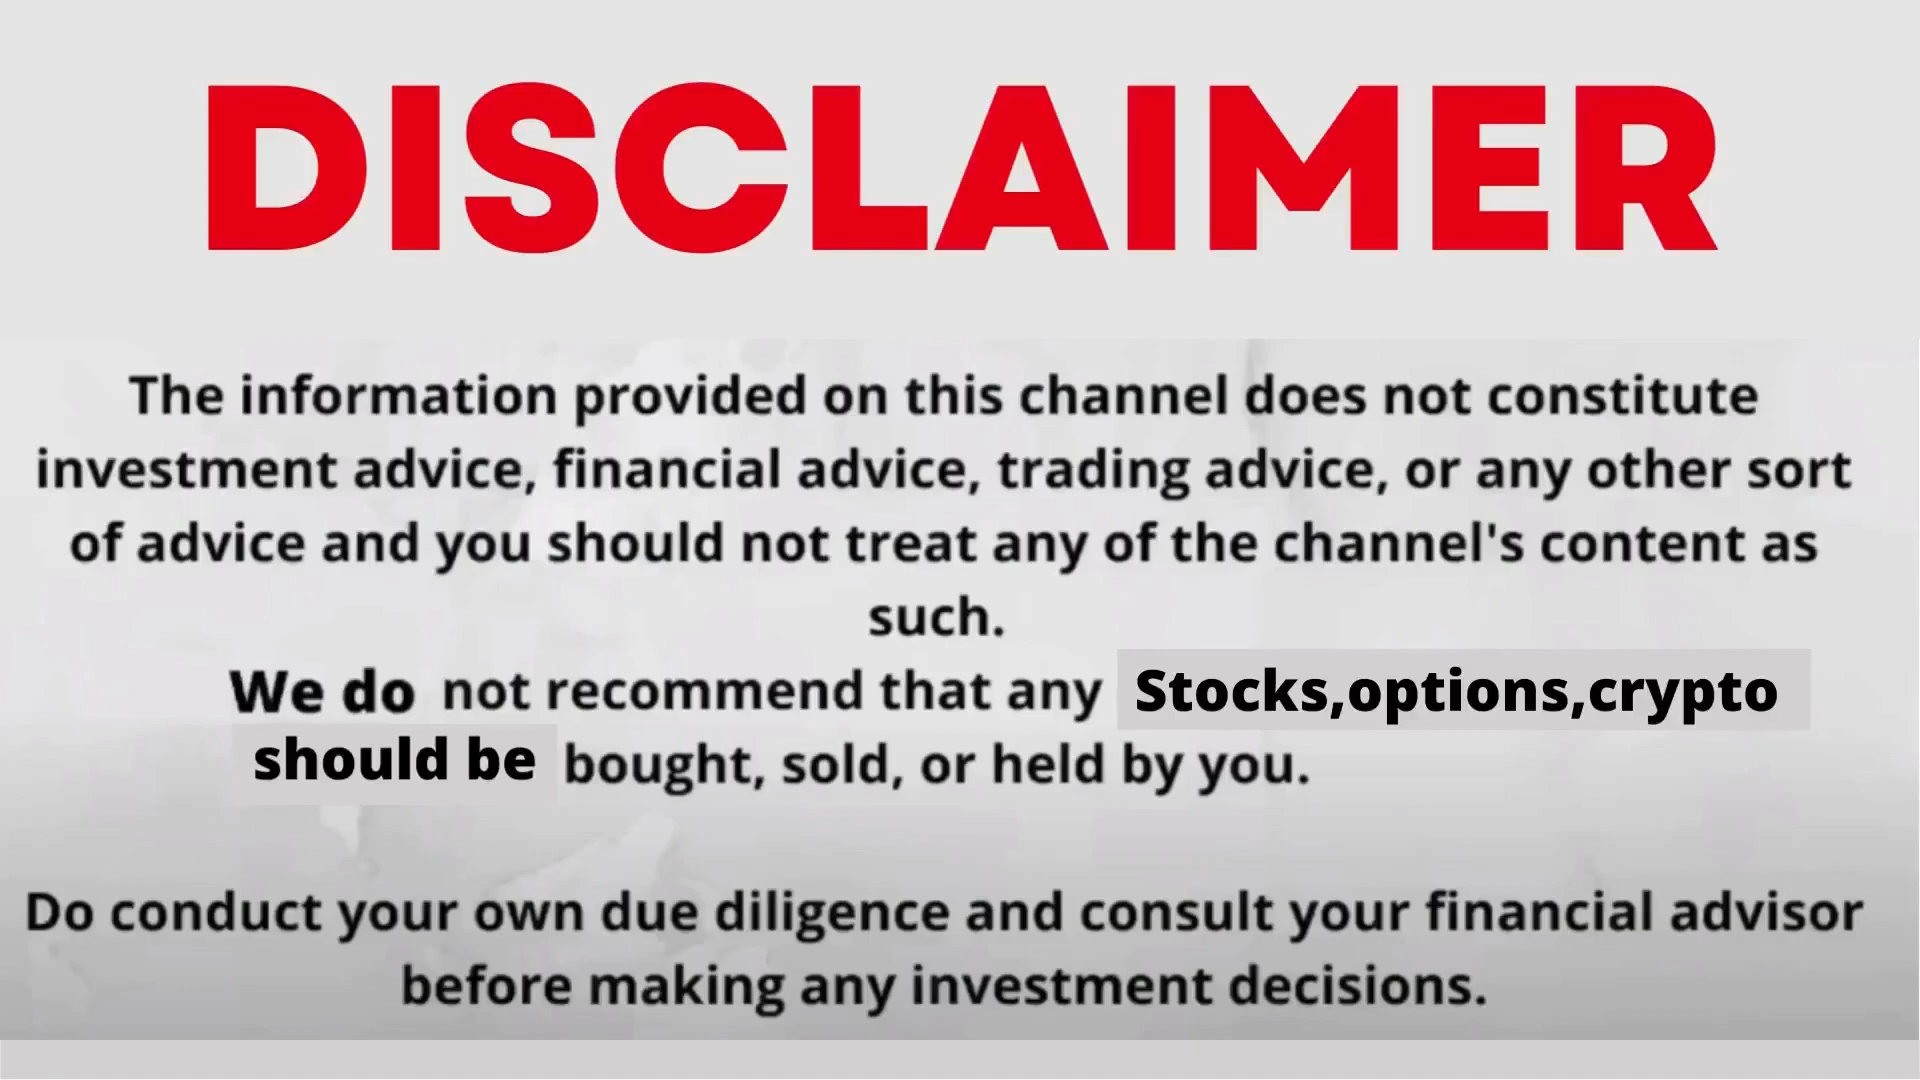 DISCLAIMER
The information provided on this channel does not constitute
investment advice, financial advice, trading advice, or any other sort
of advice and you should not treat any of the channel's content as
such.
We do not recommend that any Stocks,options,crypto
should be bought, sold, or held by you.
Do conduct your own due diligence and consult your financial advisor
before making any investment decisions.